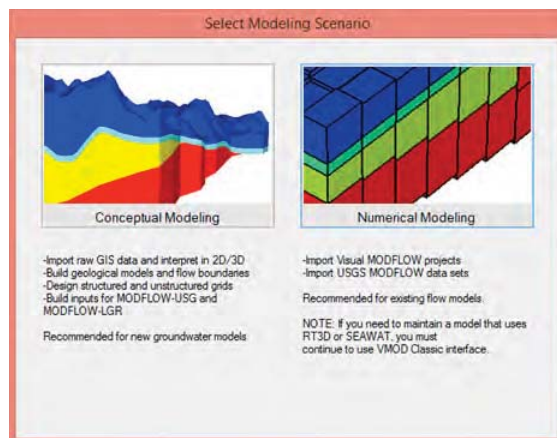 Select Modeling Scenario
Conceptual Modeling
-Import raw GIS data and interpret in 2D/3D
-Build geological models and flow boundaries
-Design structured and unstructured grids
-Build inputs for MODFLOW-USG and
MODFLOW-LGR
Recommended for new groundwater models
Numerical Modeling
-Import Visual MODFLOW projects
-Import USGS MODFLOW data sets
Recommended for existing flow models
NOTE: If you need to maintain a model that uses
RT3D or SEAWAT, you must
continue to use VMOD Classic interface.